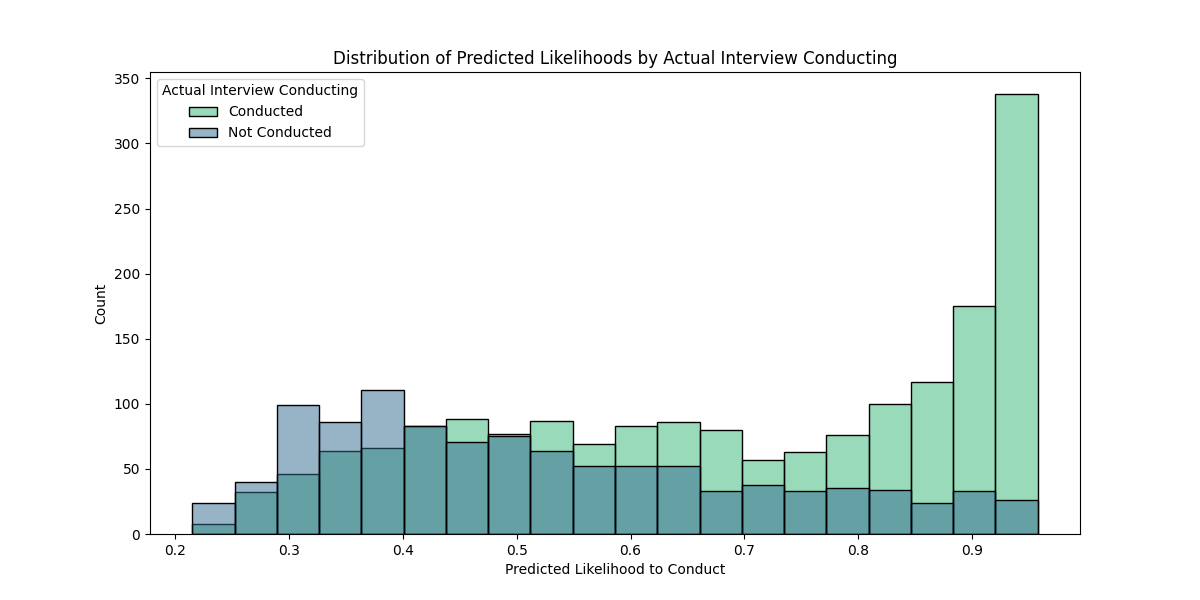 Distribution of Predicted Likelihoods by Actual Interview Conducting
350
300
250
200
150
100
50
0
Count
Actual Interview Conducting
Conducted
Not Conducted
0.2 0.3 0.4 0.5 0.6 0.7 0.8 0.9
Predicted Likelihood to Conduct